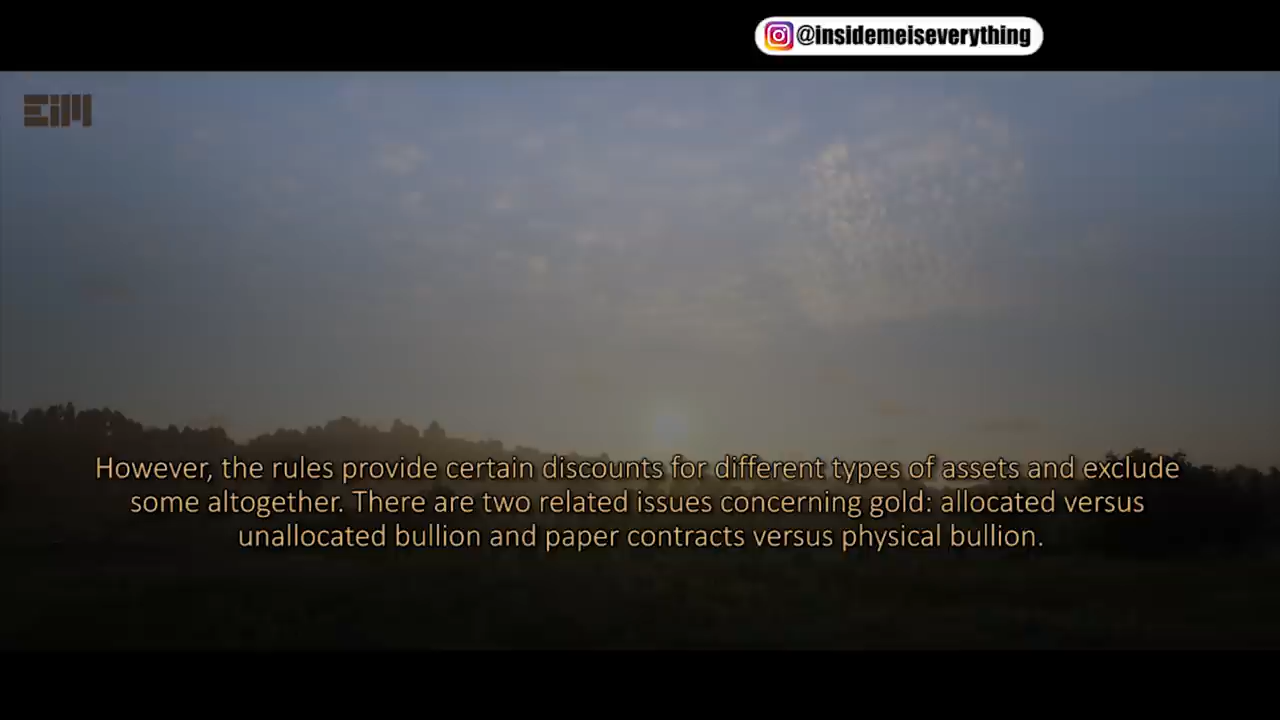 @insidemeiseverything
EiM
However, the rules provide certain discounts for different types of assets and exclude
some altogether. There are two related issues concerning gold: allocated versus
unallocated bullion and paper contracts versus physical bullion.